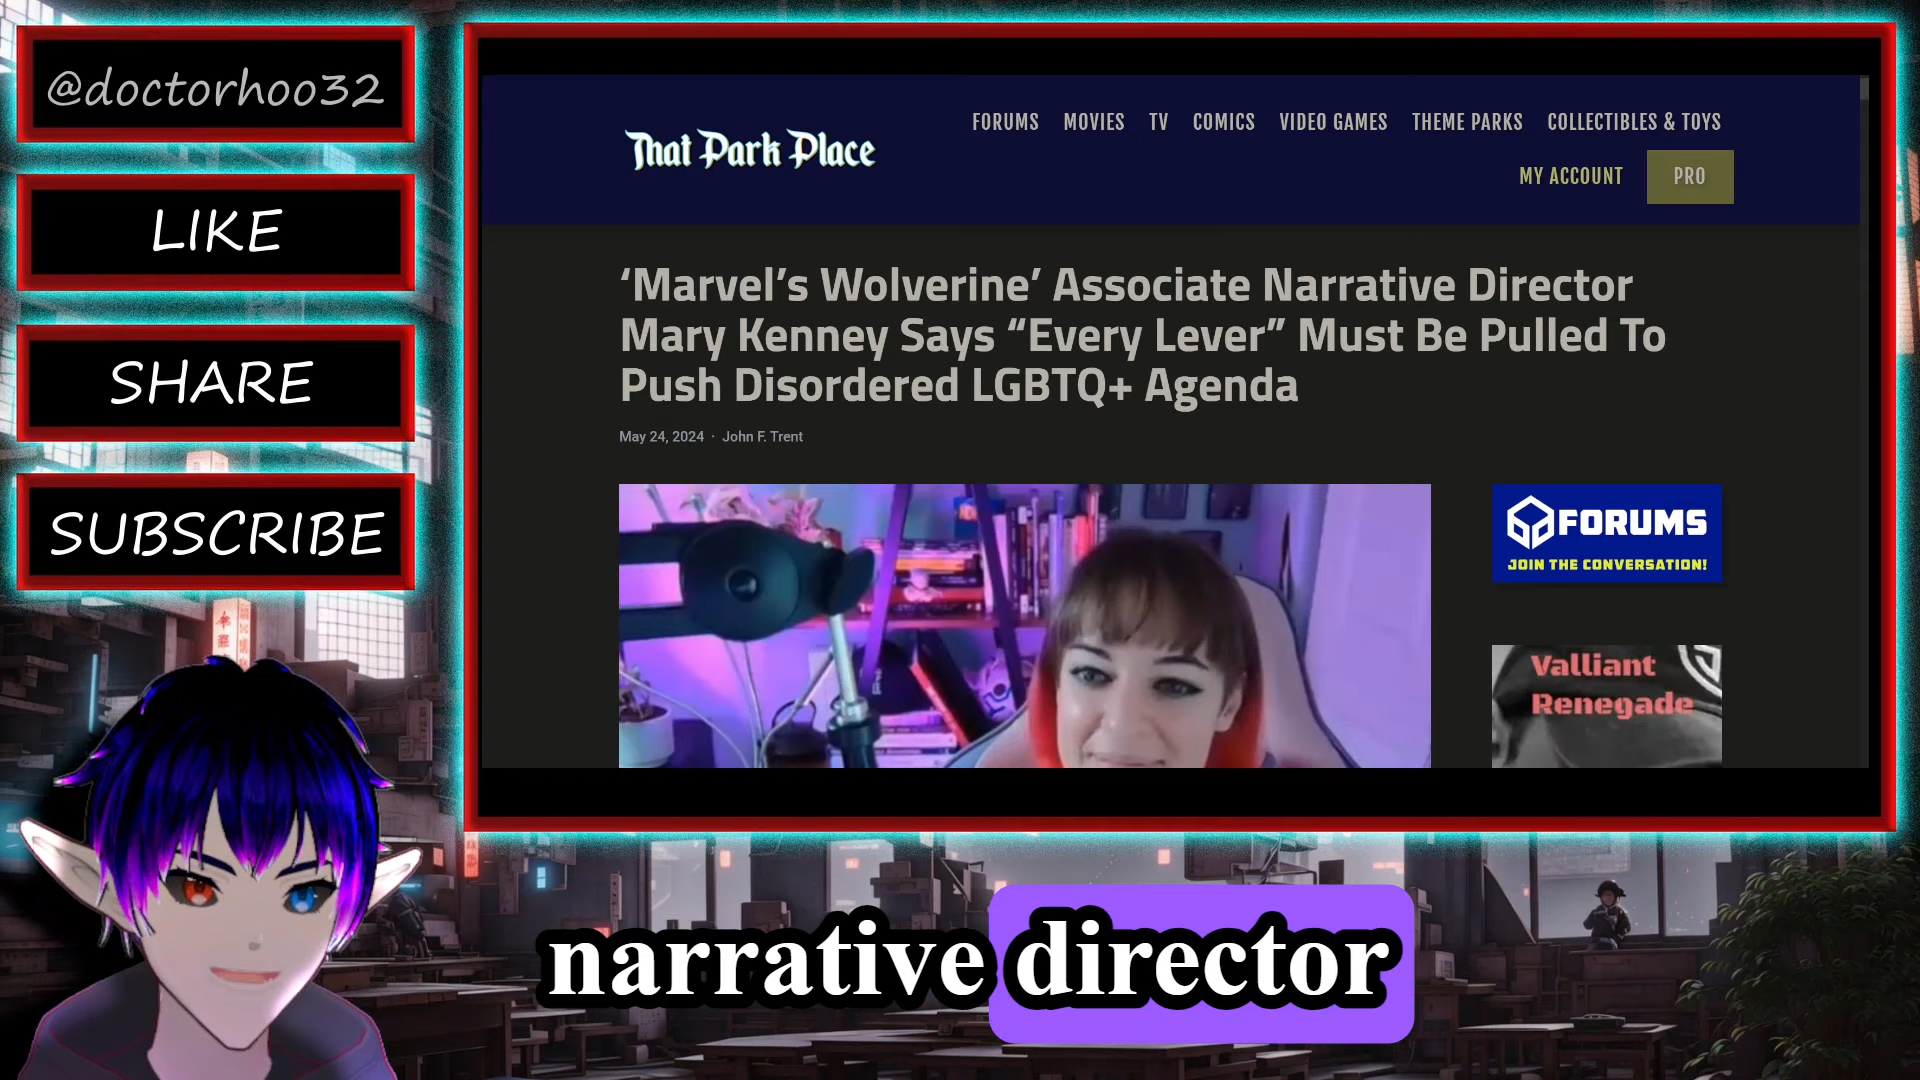 @doctorhoo32
LIKE
SHARE
SUBSCRIBE
That Park Place
FORUMS MOVIES TV COMICS VIDEO GAMES THEME PARKS COLLECTIBLES & TOYS
MY ACCOUNT PRO
‘Marvel’s Wolverine’ Associate Narrative Director
Mary Kenney Says “Every Lever” Must Be Pulled To
Push Disordered LGBTQ+ Agenda
May 24, 2024 · John F. Trent
FORUMS
JOIN THE CONVERSATION!
Valliant
Renegade
narrative director